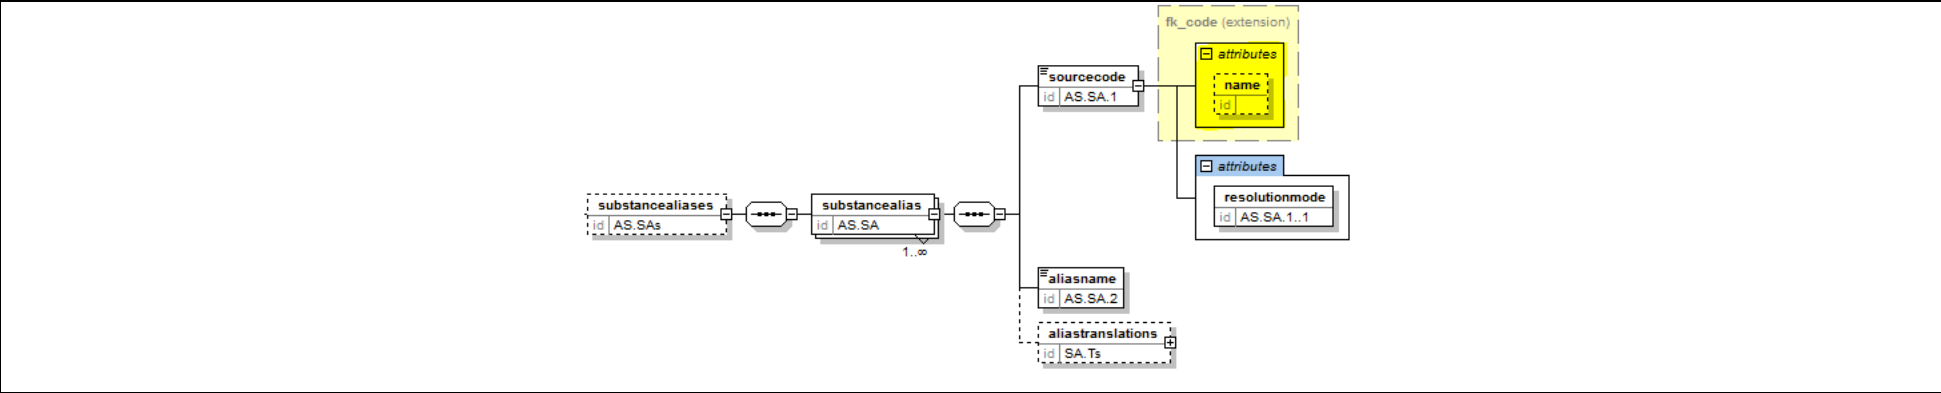 fk_code (extension)
attributes
name
id
sourcecode
id AS.SA.1
attributes
resolutionmode
id AS.SA.1..1
substancealiases
id AS.SAs
substancealias
id AS.SA
1..∞
aliasname
id AS.SA.2
aliastranslations
id SA.Ts